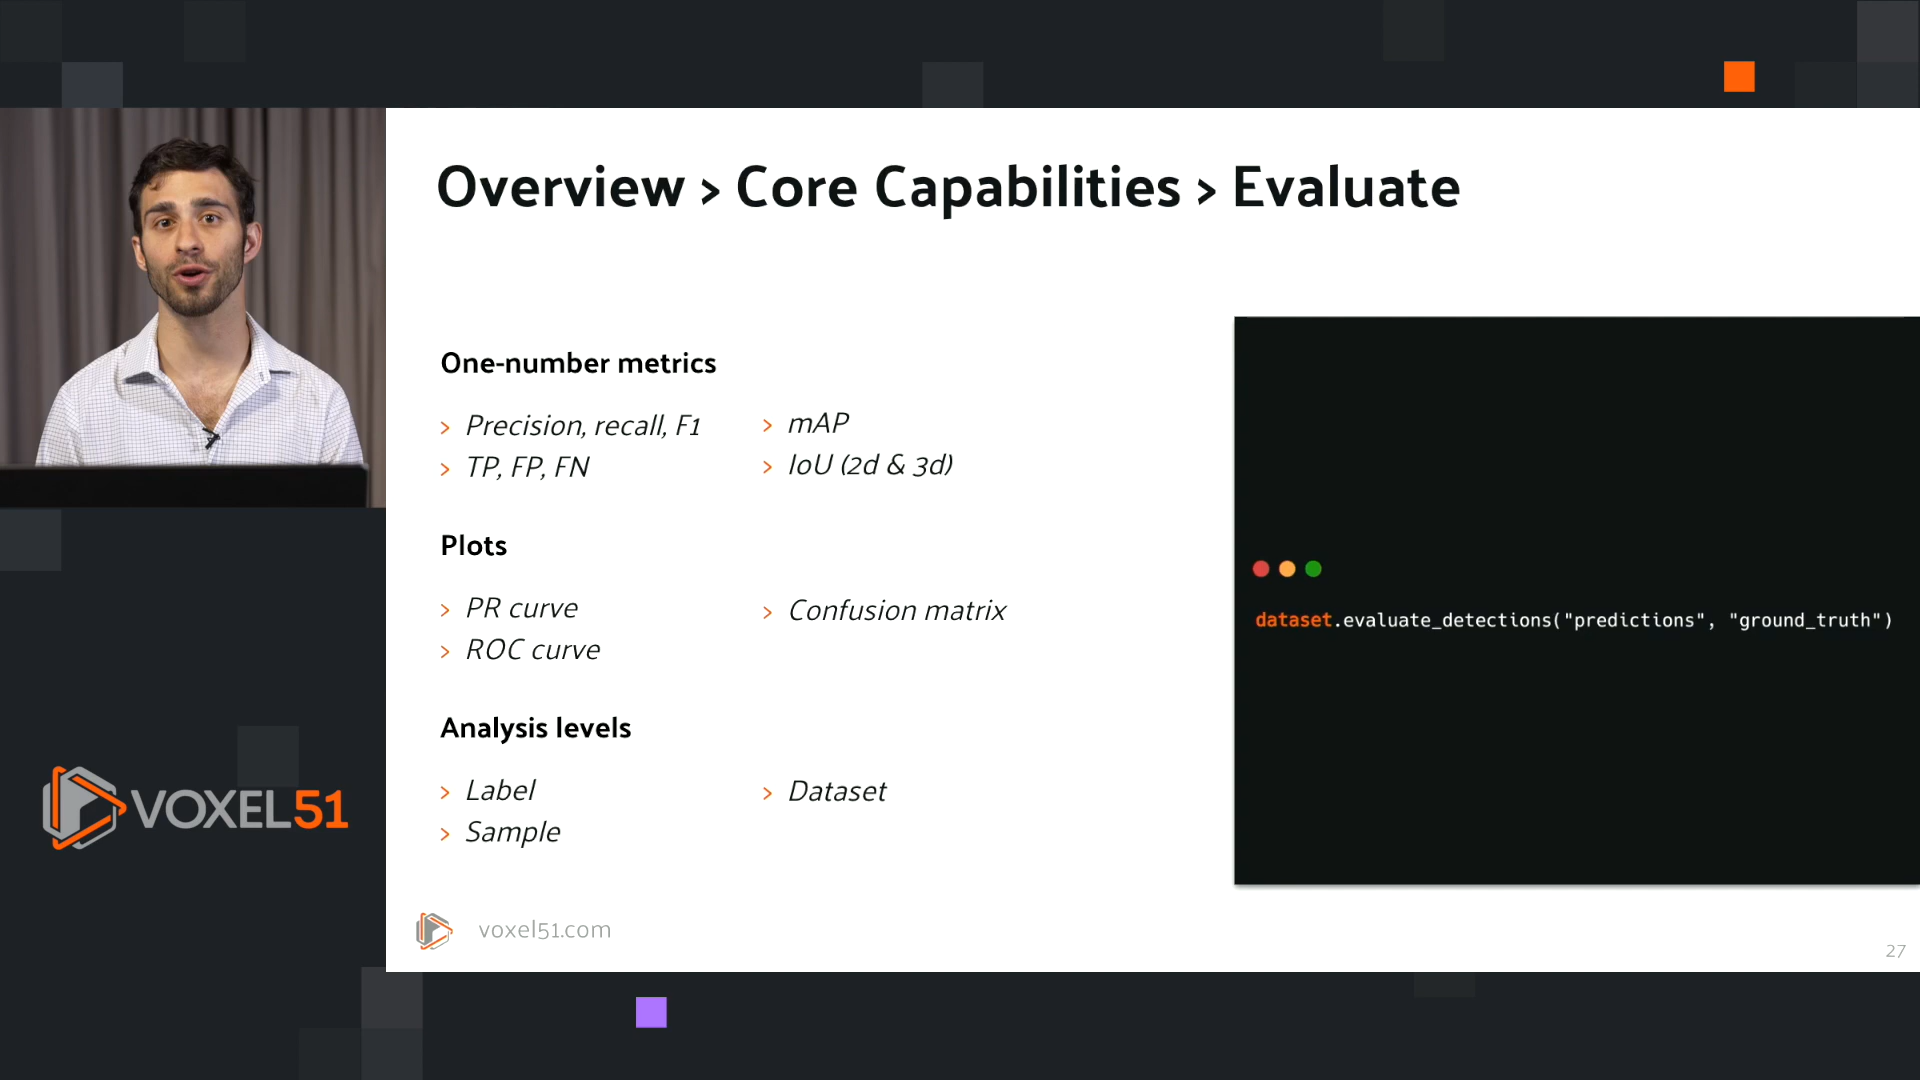 Overview > Core Capabilities > Evaluate
One-number metrics
> Precision, recall, F1
> TP, FP, FN
> mAP
> IoU (2d & 3d)
Plots
> PR curve
> ROC curve
> Confusion matrix
Analysis levels
> Label
> Sample
> Dataset
dataset.evaluate_detections("predictions", "ground_truth")
VOXEL51
voxel51.com
27